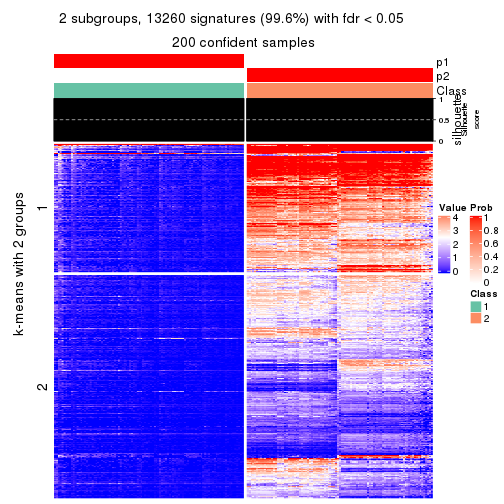 2 subgroups, 13260 signatures (99.6%) with fdr < 0.05
200 confident samples
p1
p2
Class
silhouette
Silhouette
score
1
0.5
0
k-means with 2 groups
1
2
Value
4
3
2
1
0
Prob
1
0.8
0.6
0.4
0.2
0
Class
1
2